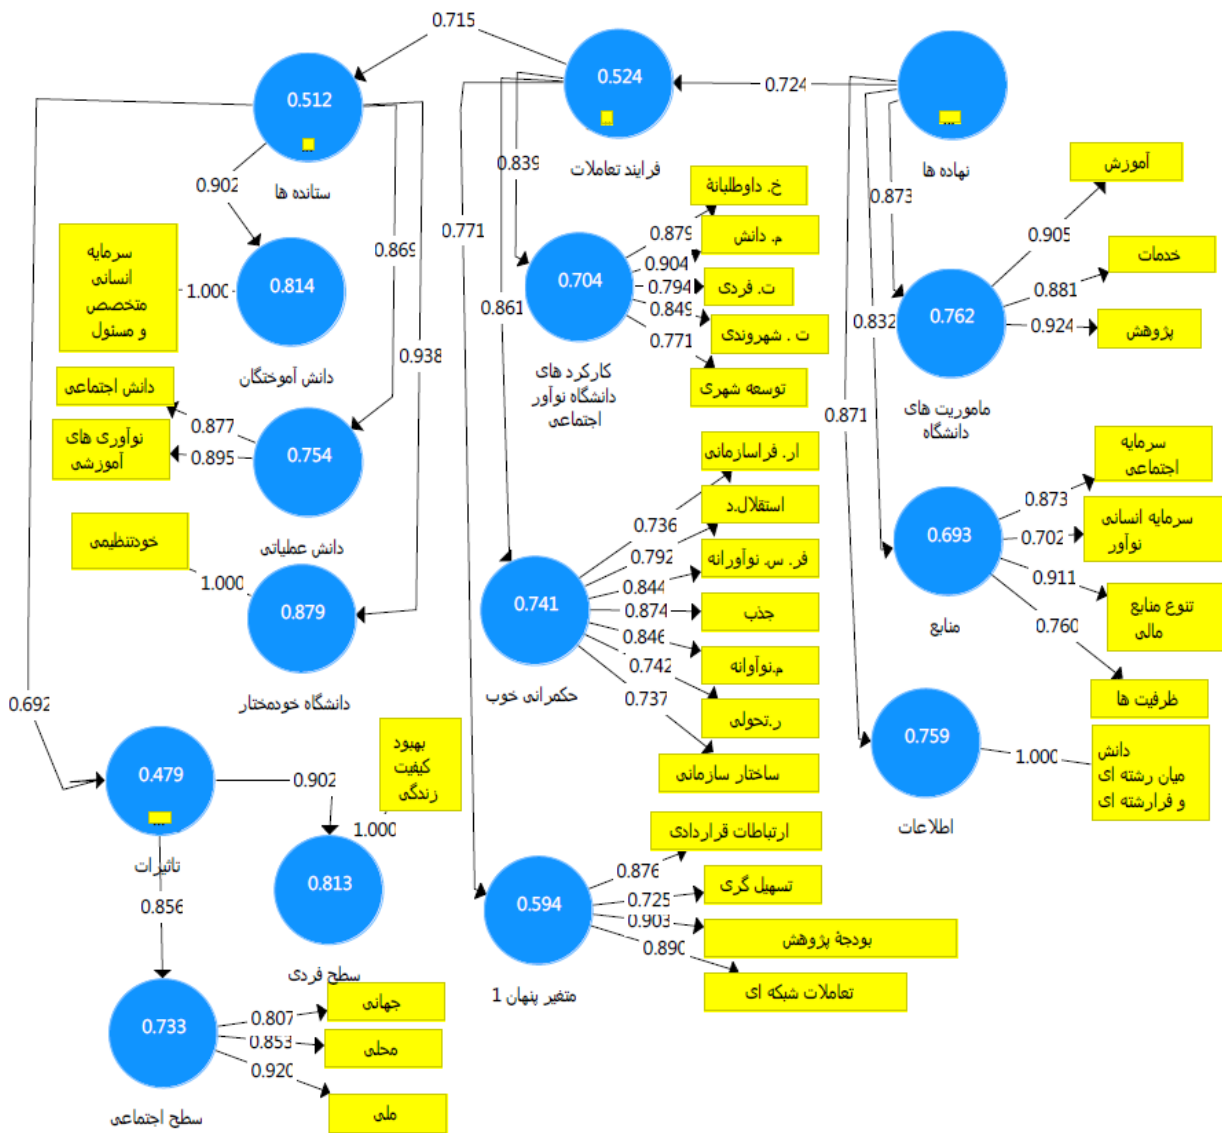 0.715
0.512
...
ستانده ها
0.524
...
فرایند تعاملات
0.724
...
نهاده ها
0.902
0.869
0.938
0.692
0.839
0.861
0.771
0.873
0.832
0.871
آموزش
0.905
خدمات
0.881
پژوهش
0.924
0.762
ماموریت های
دانشگاه
خ. داوطلبانة
0.879
م. دانش
0.904
ت. فردی
0.794
ت . شهروندی
0.849
توسعه شهری
0.771
0.704
کارکرد های
دانشگاه نوآور
اجتماعی
سرمایه
انسانی
متخصص
و مسئول
1.000
0.814
دانش آموختگان
دانش اجتماعی
0.877
نوآوری های
آموزشی
0.895
0.754
دانش عملیاتی
خودتنظیمی
1.000
0.879
دانشگاه خودمختار
ار. فراسازمانی
0.736
استقلال.د
0.792
فر. س. نوآورانه
0.844
جذب
0.874
م.نوآوانه
0.846
ر.تحولی
0.742
ساختار سازمانی
0.737
0.741
حکمرانی خوب
سرمایه
اجتماعی
0.873
سرمایه انسانی
نوآور
0.702
تنوع منابع
مالی
0.911
ظرفیت ها
0.760
0.693
منابع
0.759
1.000
دانش
میان رشته ای
و فرارشته ای
اطلاعات
0.479
...
تاثیرات
0.902
0.856
بهبود
کیفیت
زندگی
1.000
0.813
سطح فردی
ارتباطات قراردادی
0.876
تسهیل گری
0.725
بودجة پژوهش
0.903
تعاملات شبکه ای
0.890
0.594
متغیر پنهان 1
جهانی
0.807
محلی
0.853
ملی
0.920
0.733
سطح اجتماعی